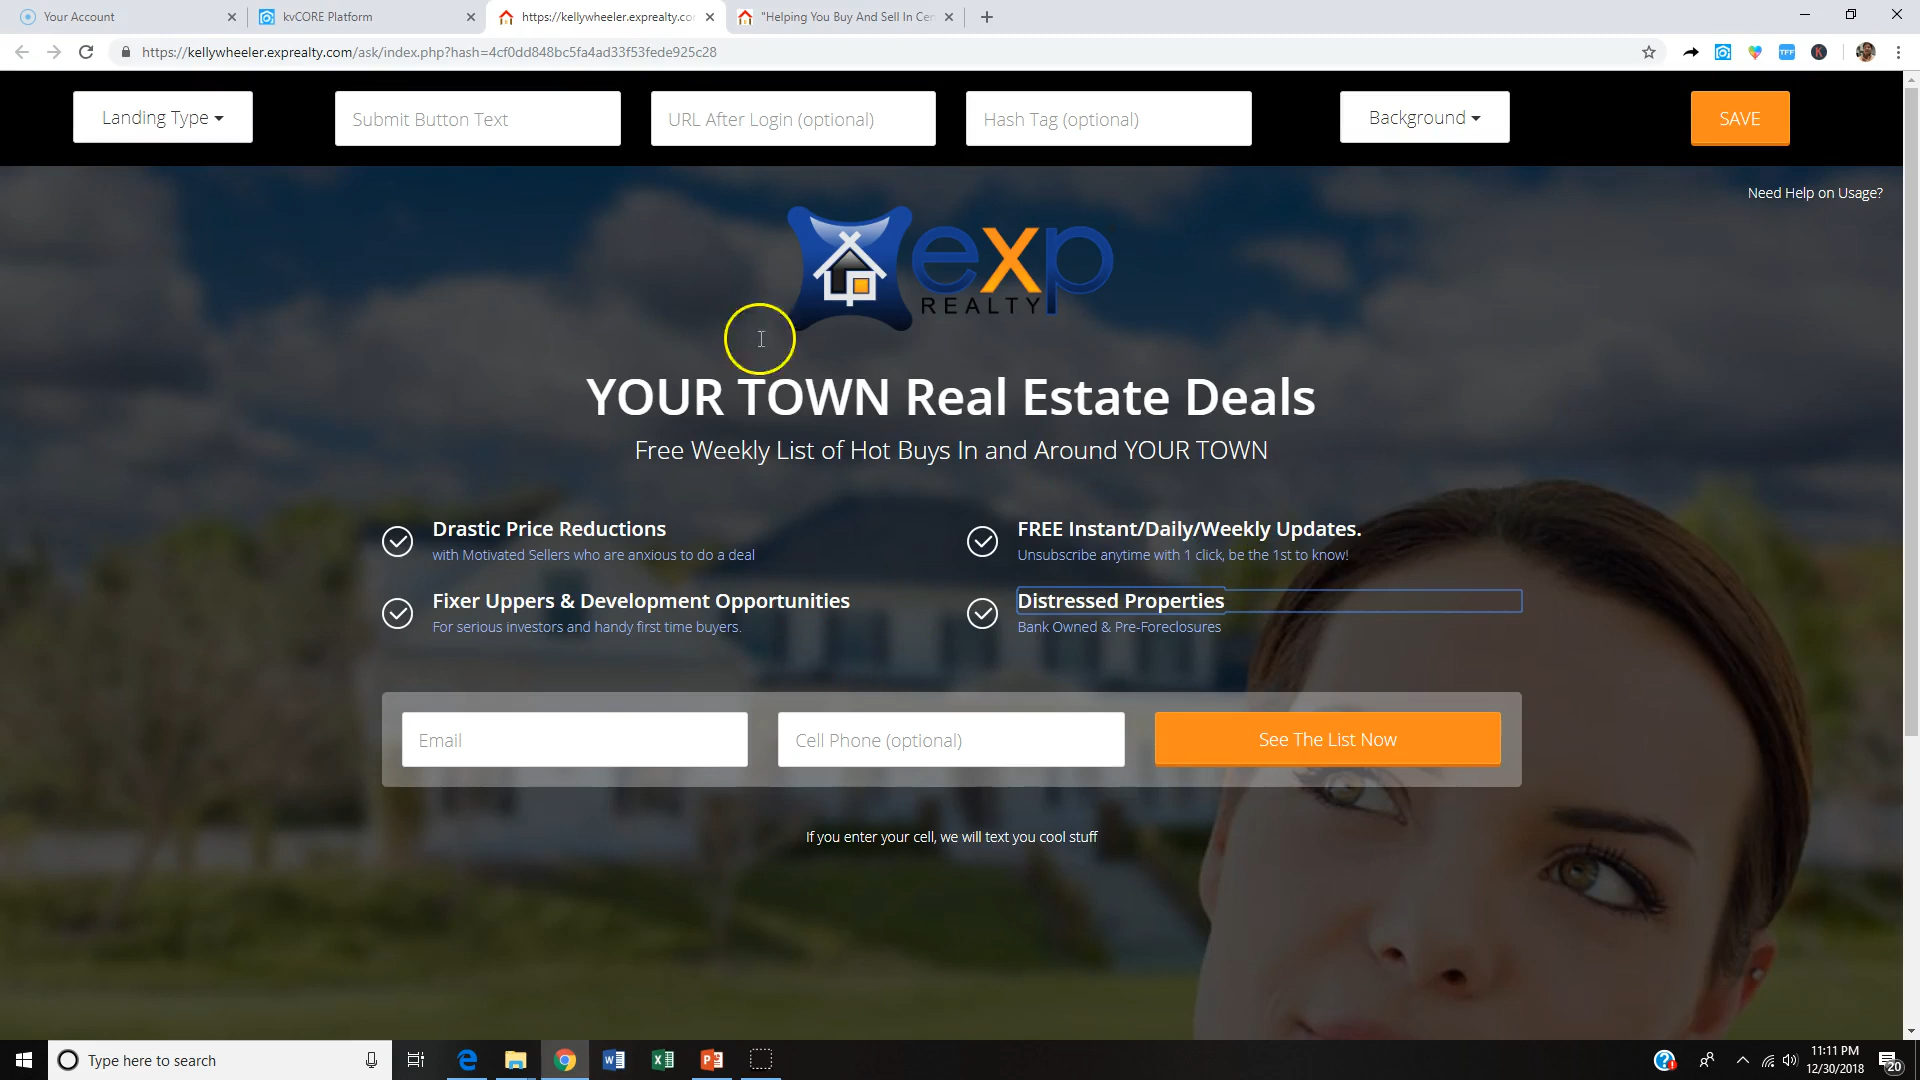 Your Account
kvCORE Platform
https://kellywheeler.exprealty.co
"Helping You Buy And Sell In Cen
https://kellywheeler.exprealty.com/ask/index.php?hash=4cf0dd848bc5fa4ad33f53fede925c28
TFF
K
Landing Type
Submit Button Text
URL After Login (optional)
Hash Tag (optional)
Background
SAVE
Need Help on Usage?
exp
REALTY
YOUR TOWN Real Estate Deals
Free Weekly List of Hot Buys In and Around YOUR TOWN
Drastic Price Reductions
with Motivated Sellers who are anxious to do a deal
FREE Instant/Daily/Weekly Updates.
Unsubscribe anytime with 1 click, be the 1st to know!
Fixer Uppers & Development Opportunities
For serious investors and handy first time buyers.
Distressed Properties
Bank Owned & Pre-Foreclosures
Email
Cell Phone (optional)
See The List Now
If you enter your cell, we will text you cool stuff
Type here to search
11:11 PM
12/30/2018
20